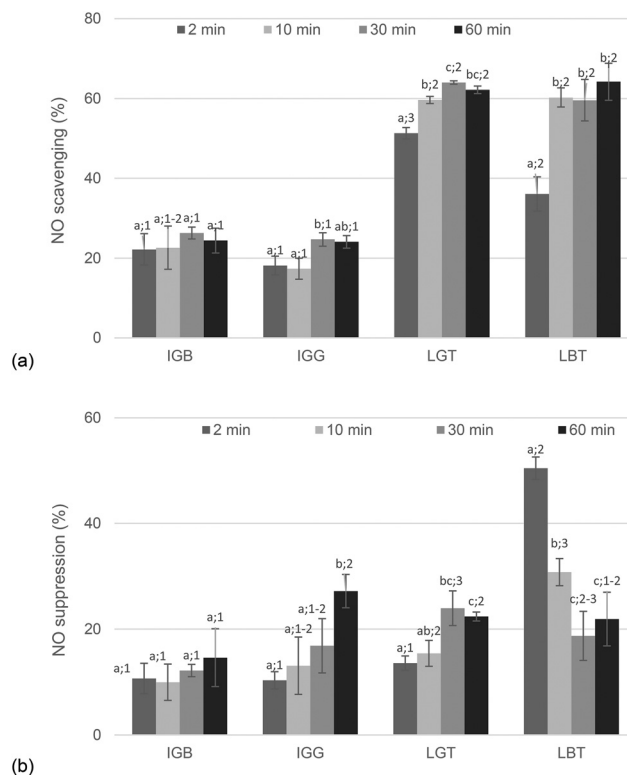 80
2 min 10 min 30 min 60 min
60
40
20
0
NO scavenging (%)
a;1 a;1-2 a;1 a;1
a;1 a;1 b;1 ab;1
a;3 b;2 c;2 bc;2
a;2 b;2 b;2 b;2
IGB IGG LGT LBT
(a)
60
2 min 10 min 30 min 60 min
40
20
0
NO suppression (%)
a;1 a;1 a;1 a;1
a;1 a;1-2 a;1-2 b;2
a;1 ab;2 bc;3 c;2
a;2 b;3 c;2-3 c;1-2
IGB IGG LGT LBT
(b)